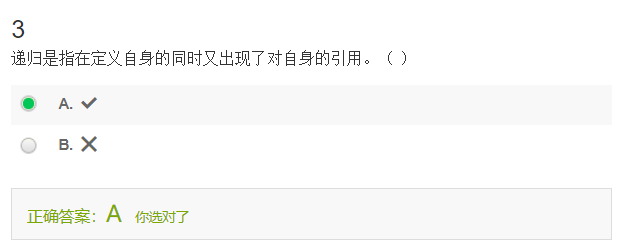 3
递归是指在定义自身的同时又出现了对自身的引用。（ ）
A. ✔
B. ✕
正确答案：A 你选对了